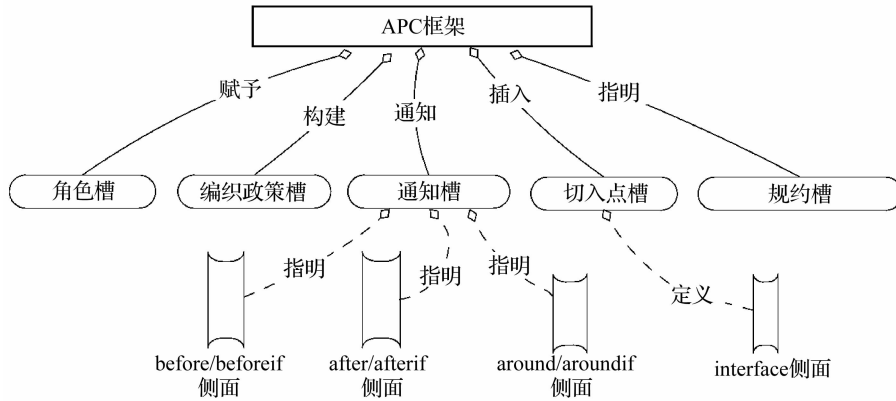 APC框架
赋予
构建
通知
插入
指明
角色槽
编织政策槽
通知槽
切入点槽
规约槽
指明
指明
指明
定义
before/beforeif
侧面
after/afterif
侧面
around/aroundif
侧面
interface侧面